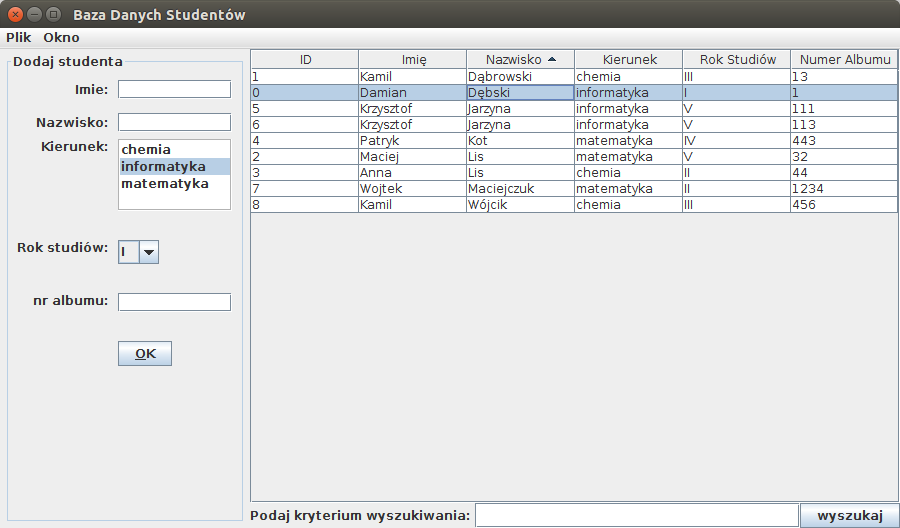 Baza Danych Studentów
Plik Okno
Dodaj studenta
Imie:
Nazwisko:
Kierunek:
chemia
informatyka
matematyka
Rok studiów:
I
nr albumu:
OK
ID Imię Nazwisko Kierunek Rok Studiów Numer Albumu
1 Kamil Dąbrowski chemia III 13
0 Damian Dębski informatyka I 1
5 Krzysztof Jarzyna informatyka V 111
6 Krzysztof Jarzyna informatyka V 113
4 Patryk Kot matematyka IV 443
2 Maciej Lis matematyka V 32
3 Anna Lis chemia II 44
7 Wojtek Maciejczuk matematyka II 1234
8 Kamil Wójcik chemia III 456
Podaj kryterium wyszukiwania:
wyszukaj